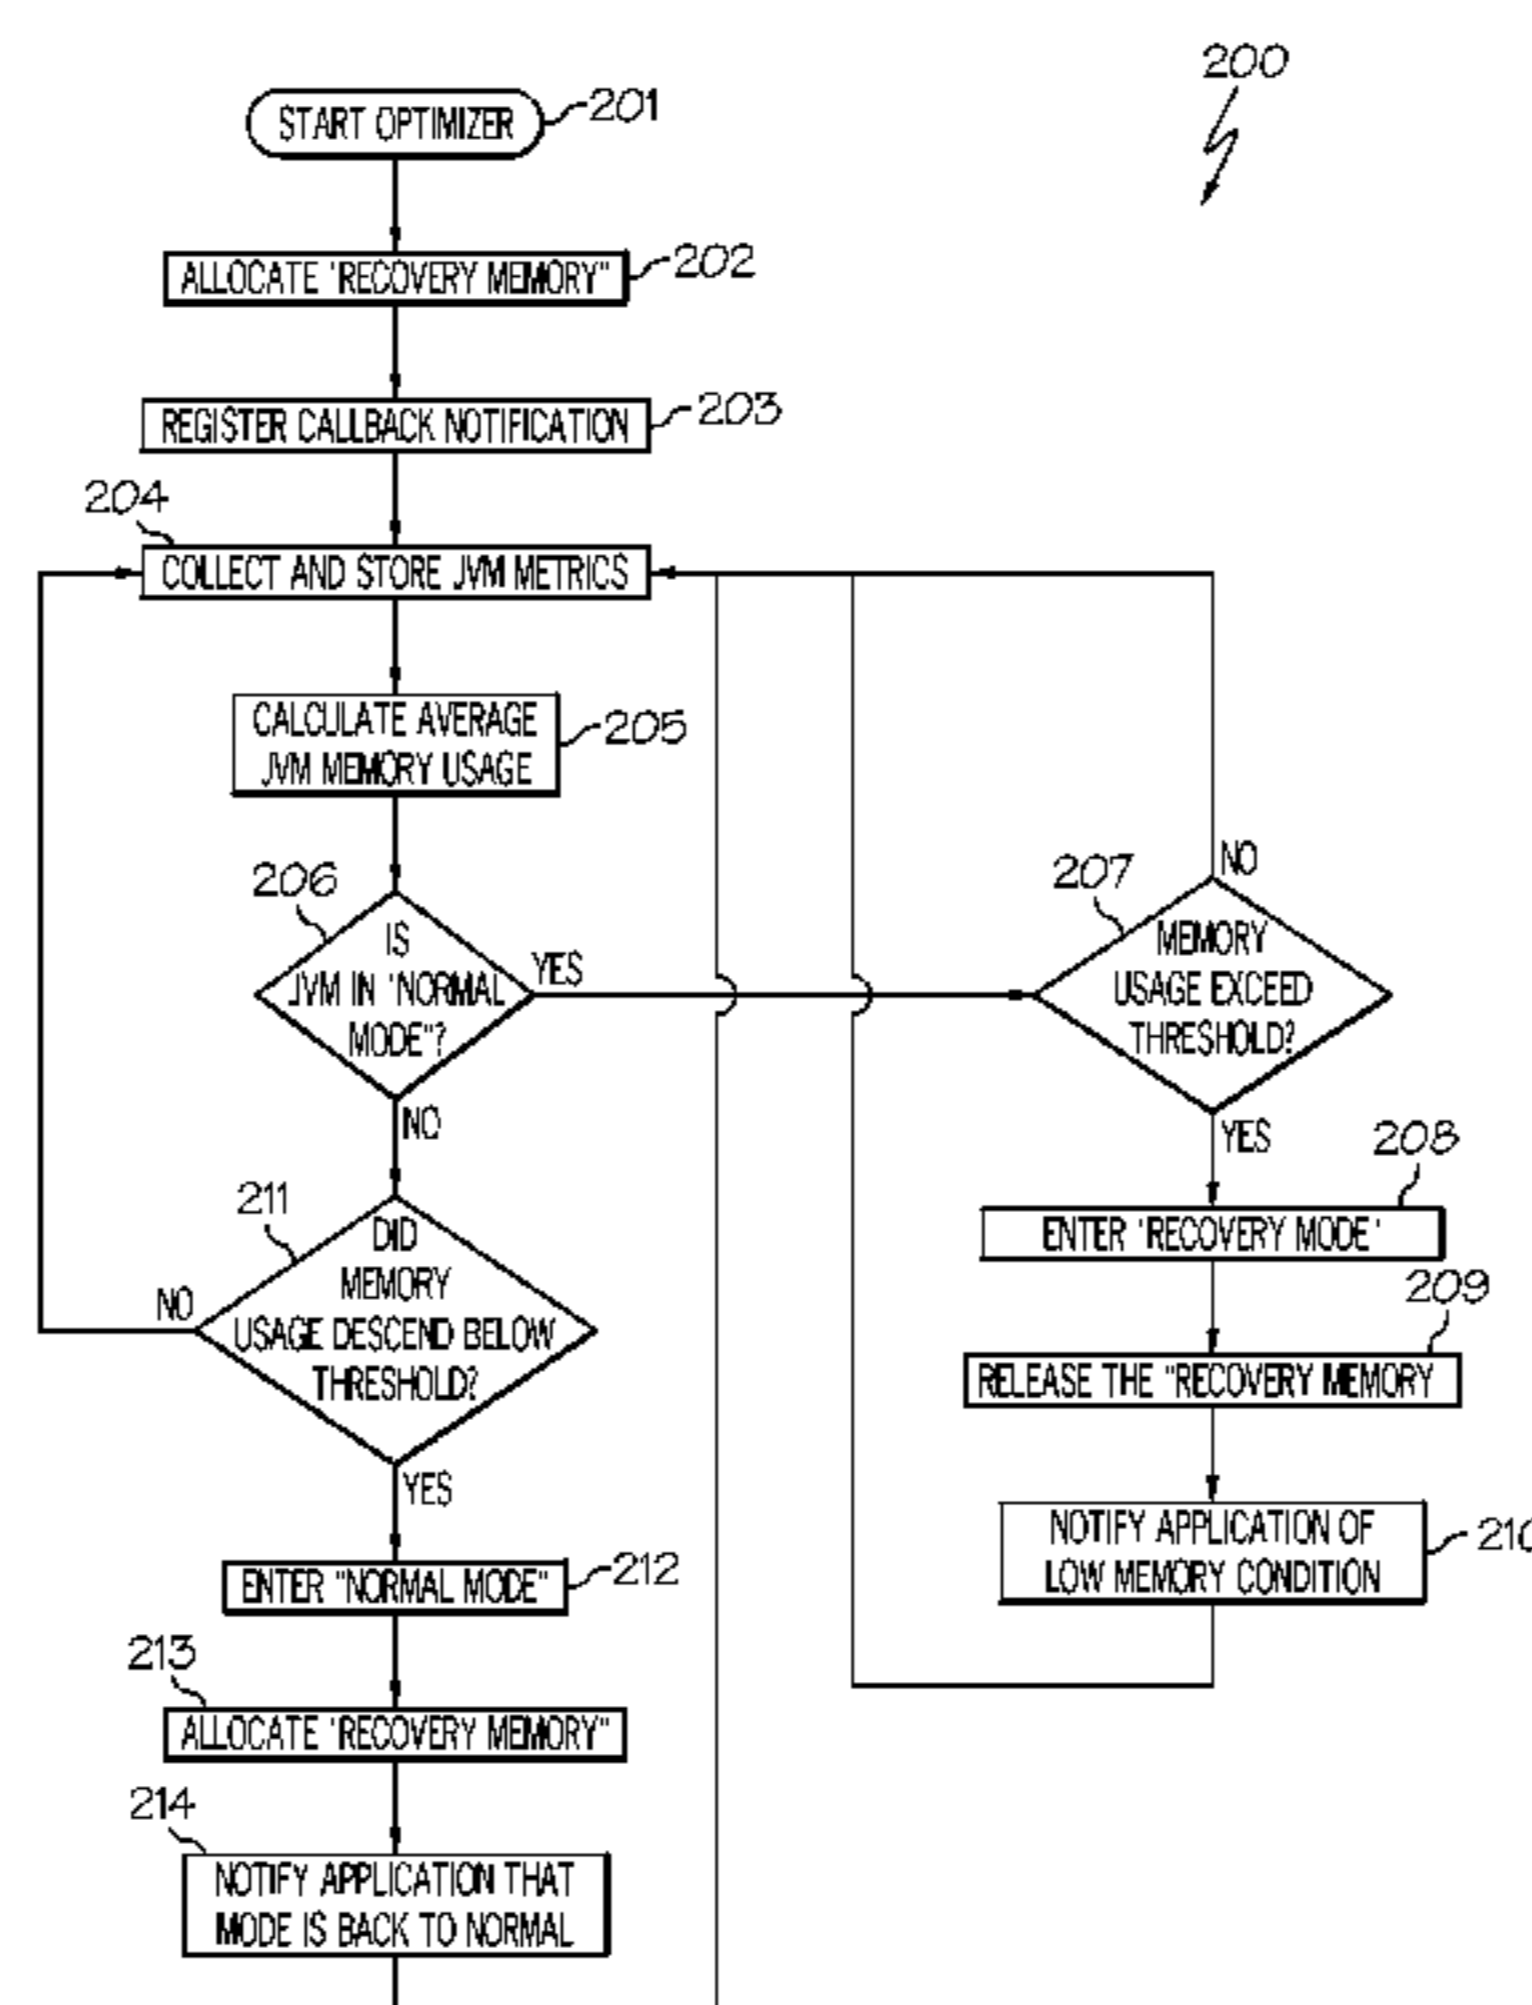 200
START OPTIMIZER
201
ALLOCATE 'RECOVERY MEMORY"
202
REGISTER CALLBACK NOTIFICATION
203
204
COLLECT AND STORE JVM METRICS
CALCULATE AVERAGE
JVM MEMORY USAGE
205
206
IS
JVM IN 'NORMAL
MODE"?
YES
NO
207
NO
MEMORY
USAGE EXCEED
THRESHOLD?
YES
208
ENTER 'RECOVERY MODE'
209
RELEASE THE "RECOVERY MEMORY
NOTIFY APPLICATION OF
LOW MEMORY CONDITION
210
211
DID
MEMORY
USAGE DESCEND BELOW
THRESHOLD?
NO
YES
ENTER "NORMAL MODE"
212
213
ALLOCATE 'RECOVERY MEMORY"
214
NOTIFY APPLICATION THAT
MODE IS BACK TO NORMAL